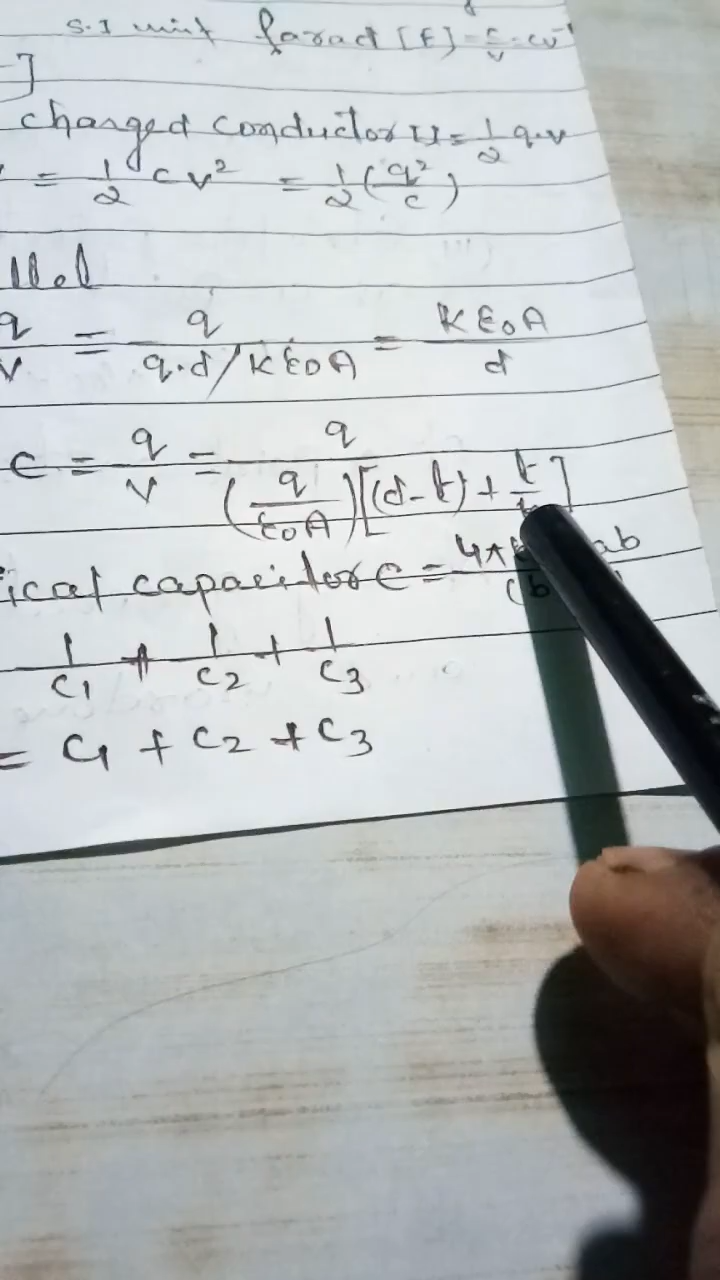 S.I unit farad [F] = c/v = cv⁻¹
]
charged conductor U = 1/2 q.v
= 1/2 cv² = 1/2 (q²/c)
llel
q/v = q/(q.d/kε0A) = kε0A/d
c = q/v = q/((q/ε0A)[(d-t)+t/ ])
ical capacitor c = 4π ab/(b
1/c1 + 1/c2 + 1/c3
= c1 + c2 + c3